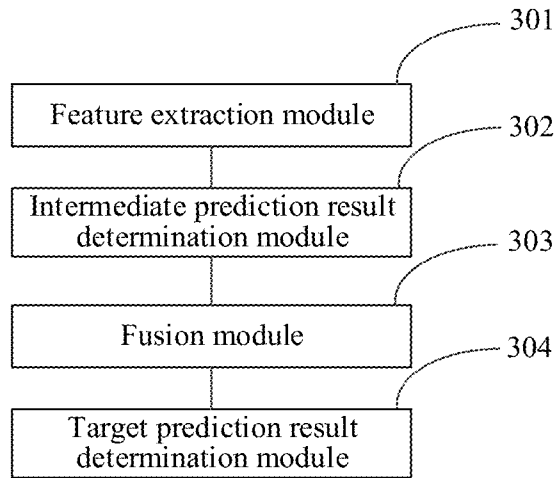 301
Feature extraction module
302
Intermediate prediction result
determination module
303
Fusion module
304
Target prediction result
determination module